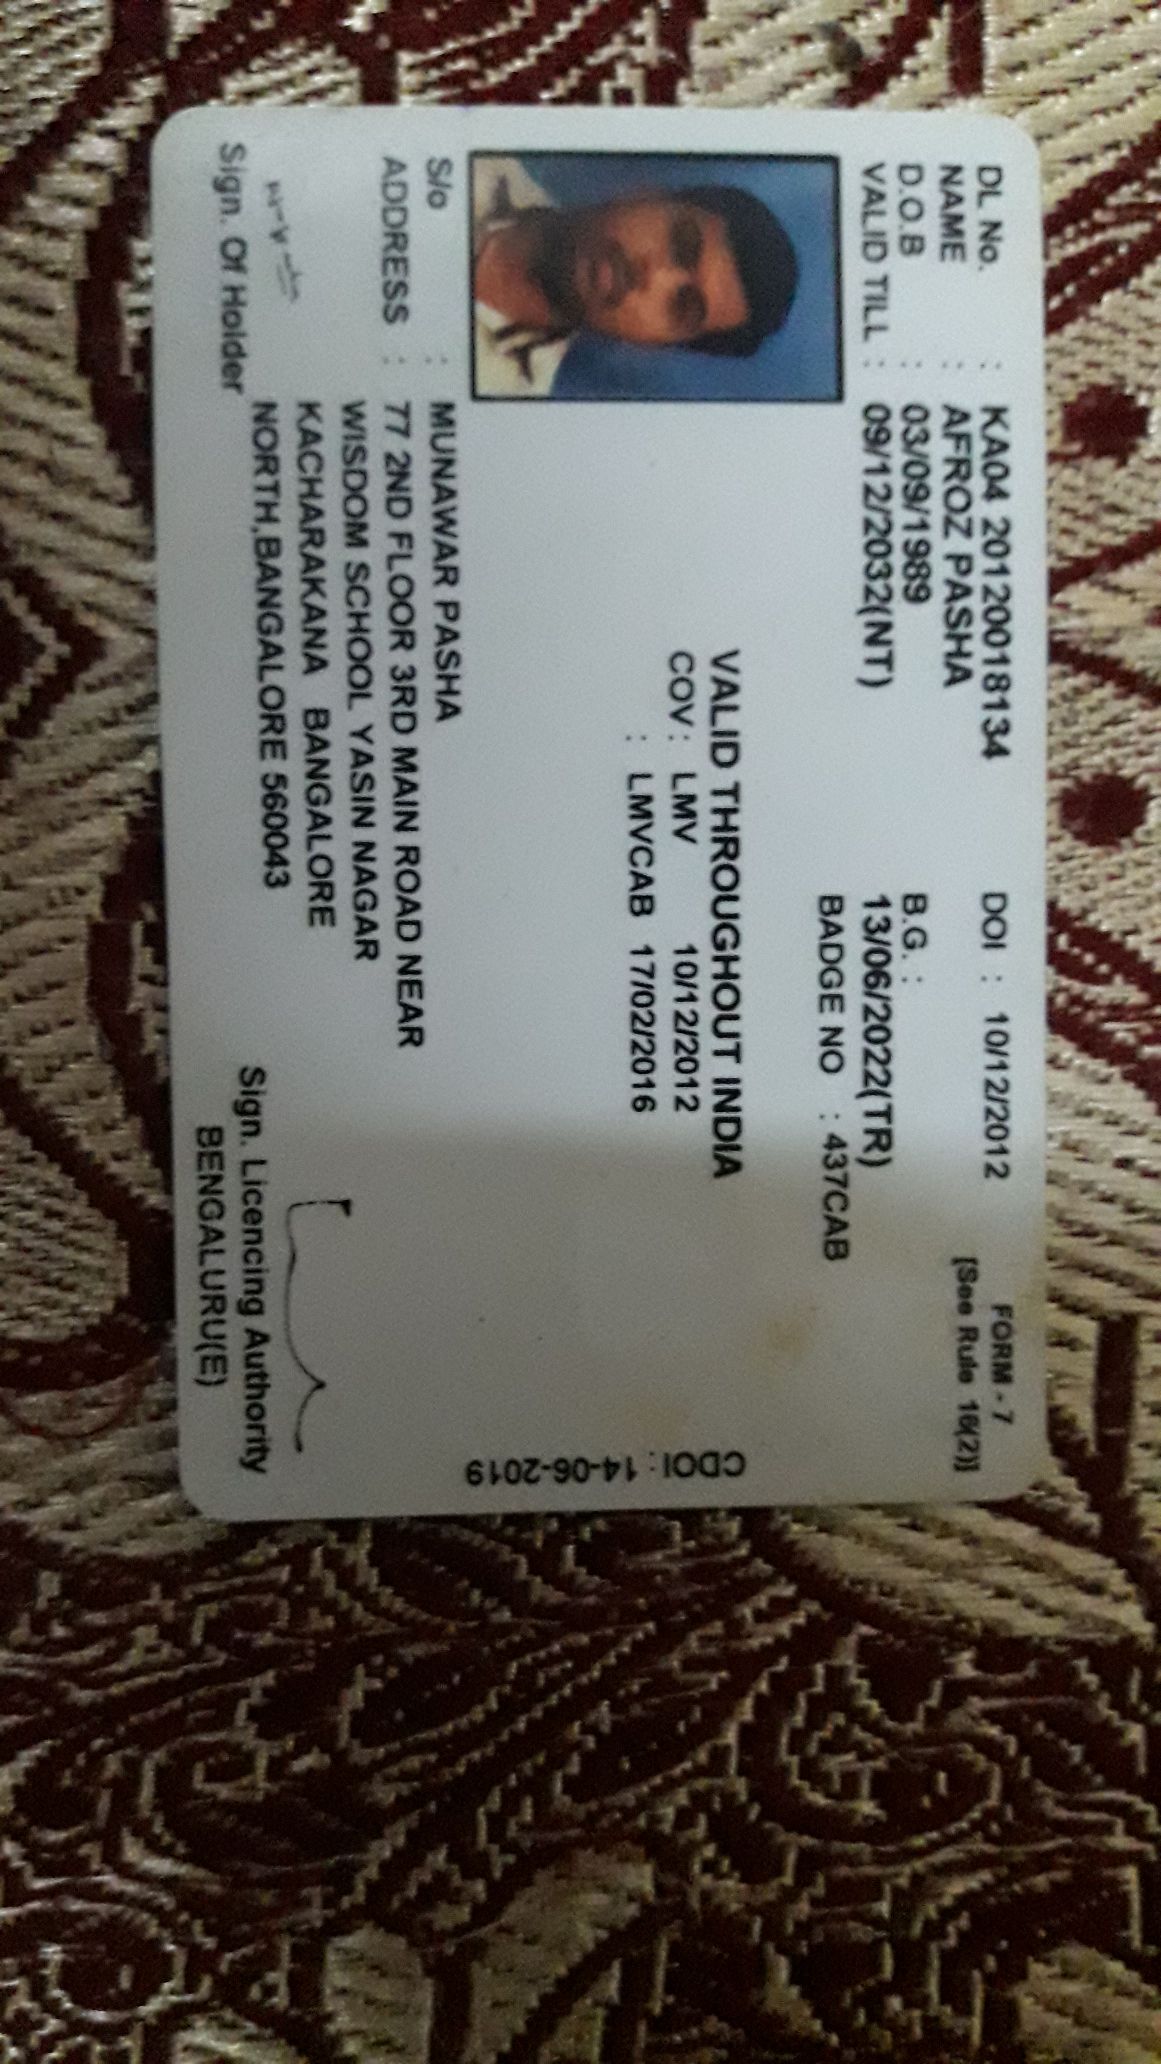 DL No. : KA04 20120018134 DOI : 10/12/2012 FORM - 7
NAME : AFROZ PASHA [See Rule 16(2)]
D.O.B : 03/09/1989 B.G. :
VALID TILL : 09/12/2032(NT) 13/06/2022(TR)
BADGE NO : 437CAB
VALID THROUGHOUT INDIA
COV : LMV 10/12/2012
: LMVCAB 17/02/2016
CDOI : 14-06-2019
S/o : MUNAWAR PASHA
ADDRESS : 77 2ND FLOOR 3RD MAIN ROAD NEAR
WISDOM SCHOOL YASIN NAGAR
KACHARAKANA BANGALORE
NORTH,BANGALORE 560043
Sign. Of Holder
Sign. Licencing Authority
BENGALURU(E)